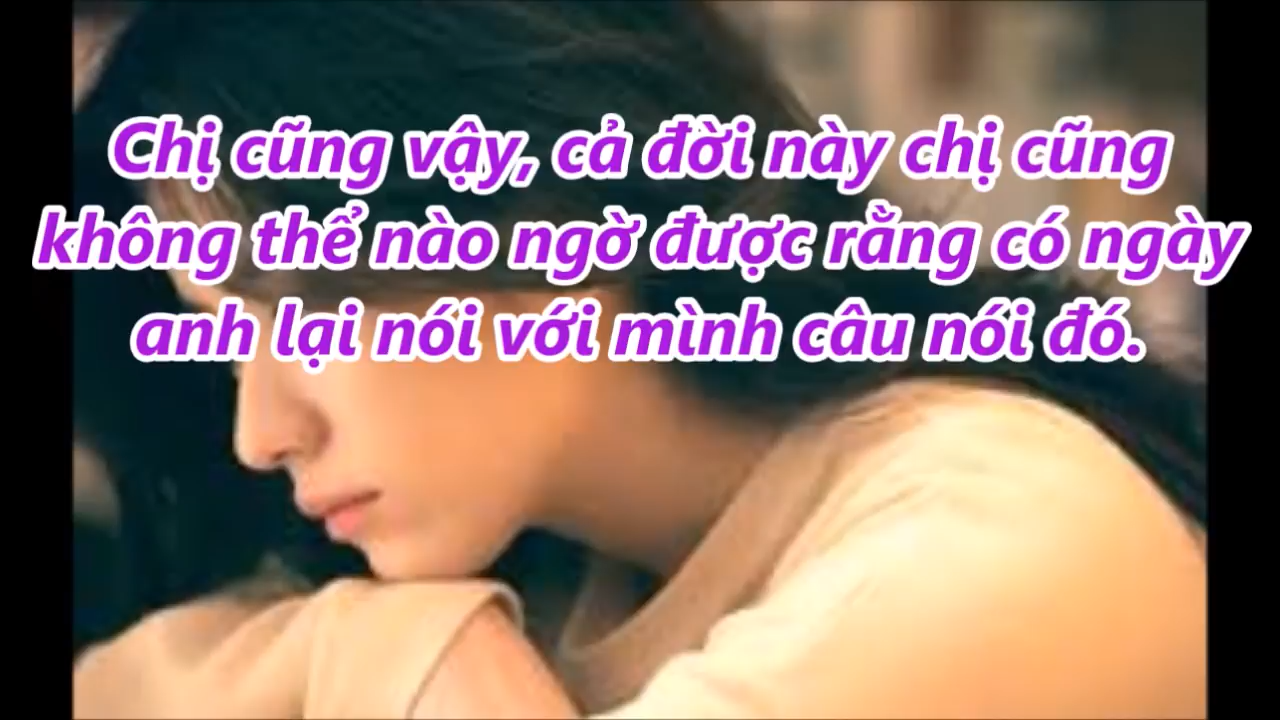 Chị cũng vậy, cả đời này chị cũng
không thể nào ngờ được rằng có ngày
anh lại nói với mình câu nói đó.